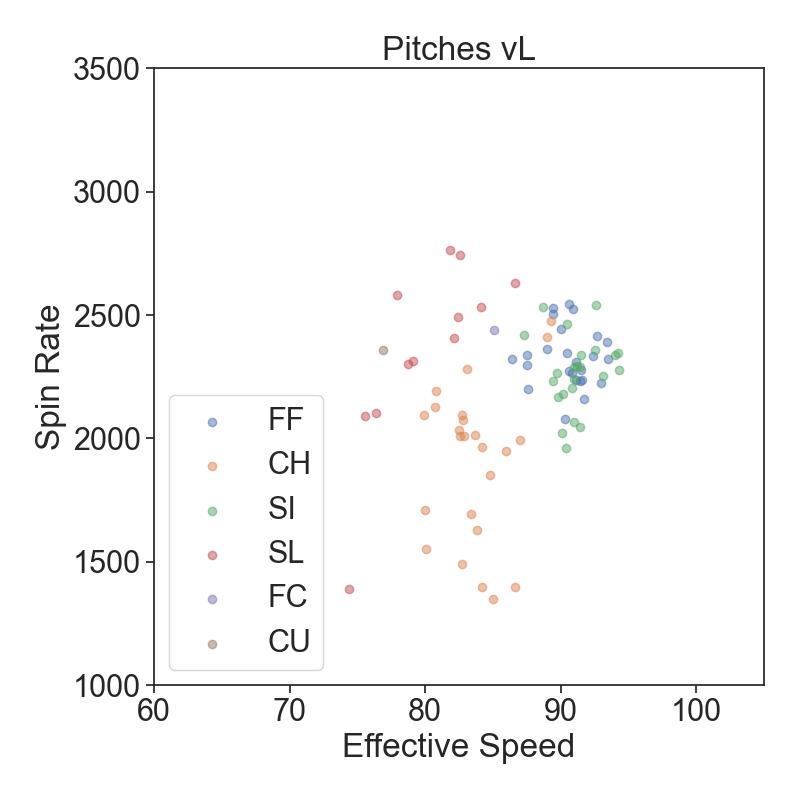 Pitches vL
3500
3000
2500
2000
1500
1000
Spin Rate
FF
CH
SI
SL
FC
CU
60
70
80
90
100
Effective Speed